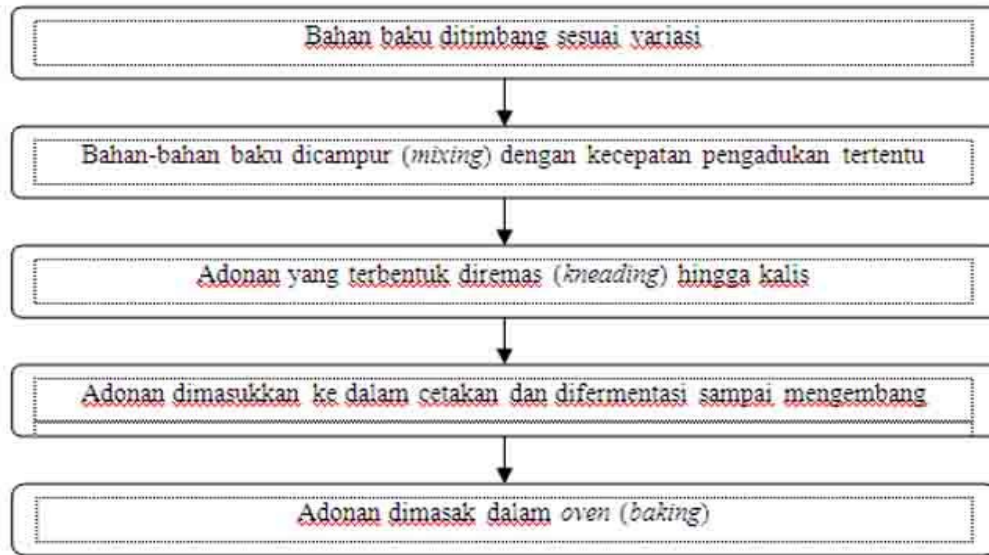 Bahan baku ditimbang sesuai variasi
Bahan-bahan baku dicampur (mixing) dengan kecepatan pengadukan tertentu
Adonan yang terbentuk diremas (kneading) hingga kalis
Adonan dimasukkan ke dalam cetakan dan difermentasi sampai mengembang
Adonan dimasak dalam oven (baking)